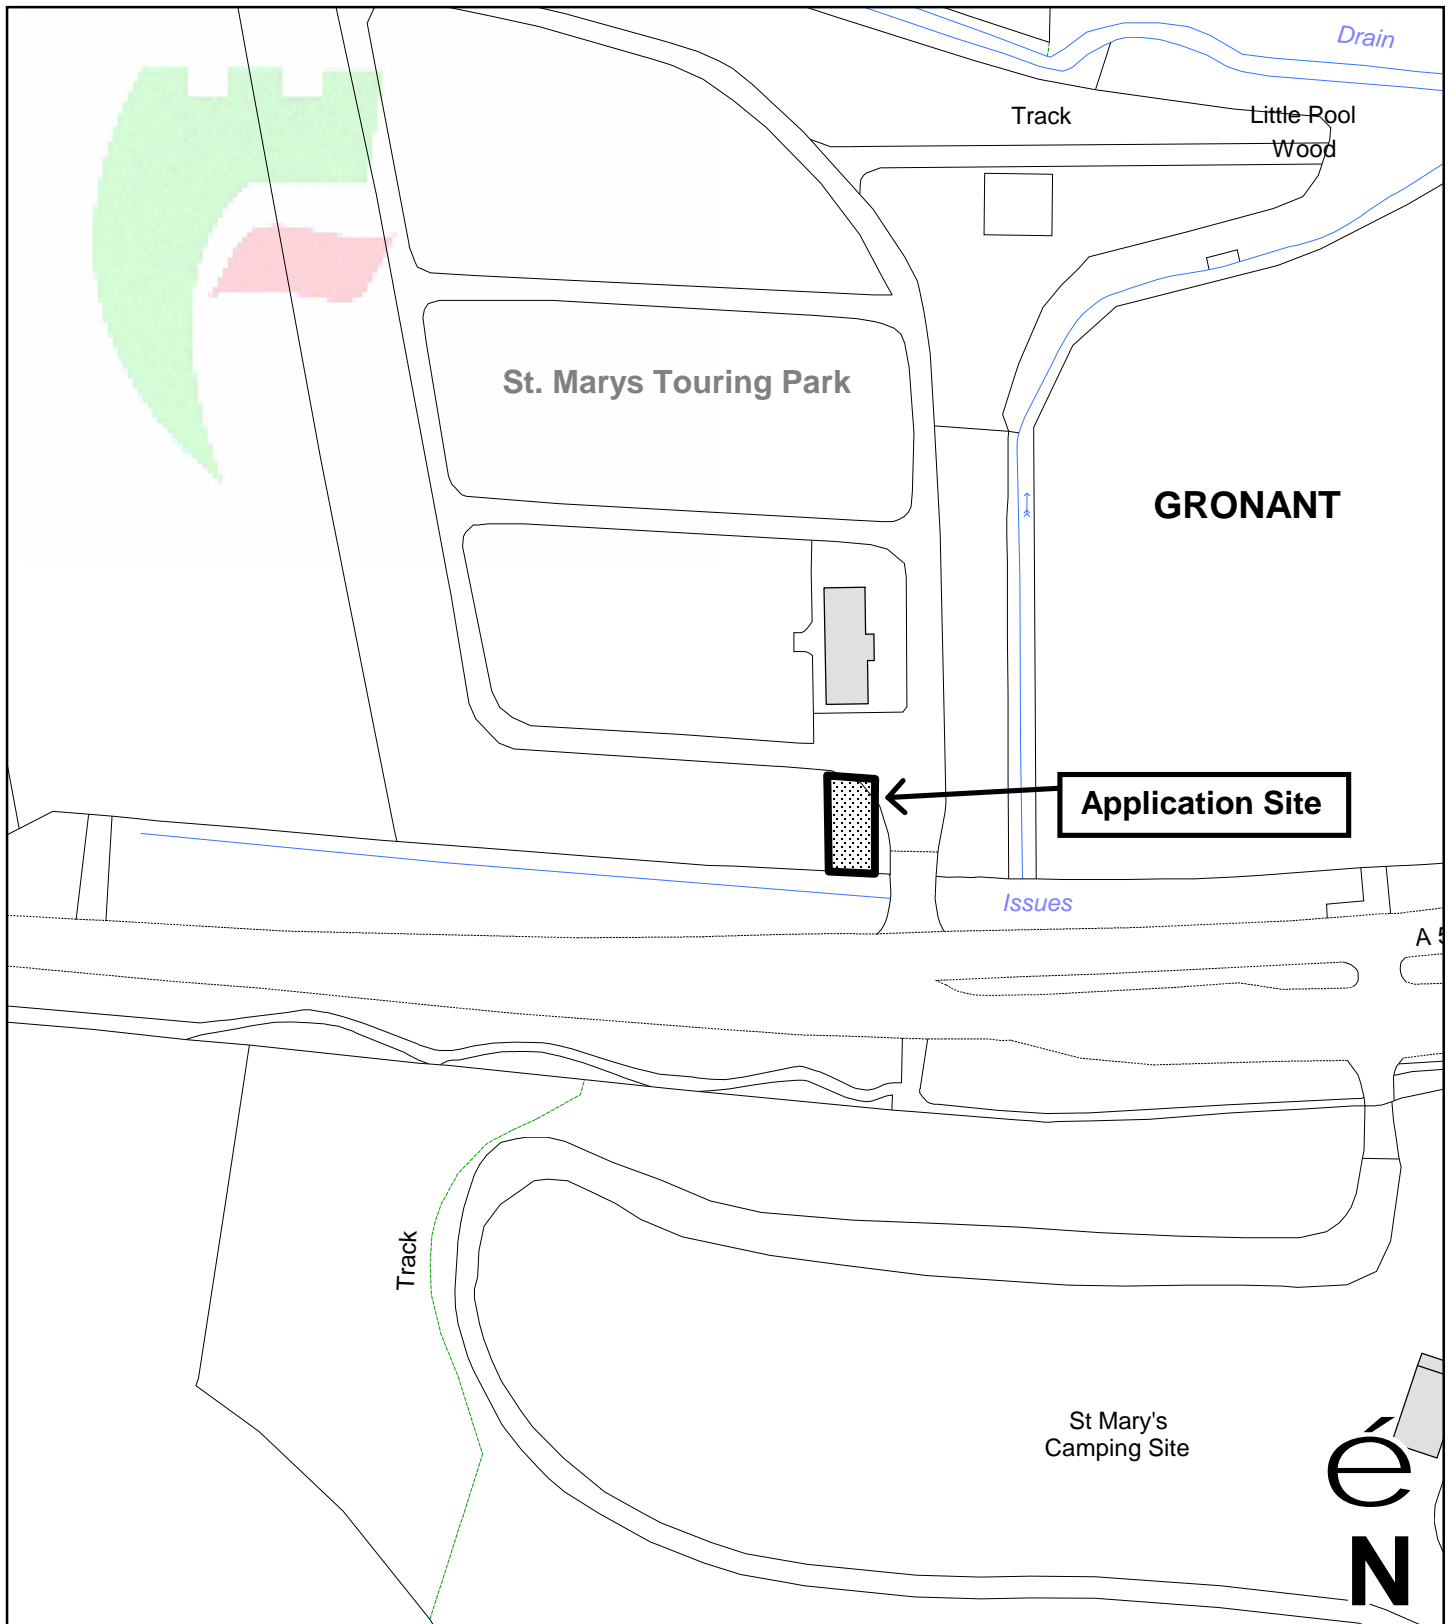 Drain
Track
Little Pool
Wood
St. Marys Touring Park
GRONANT
Application Site
Issues
A 5
Track
St Mary's
Camping Site
é
N